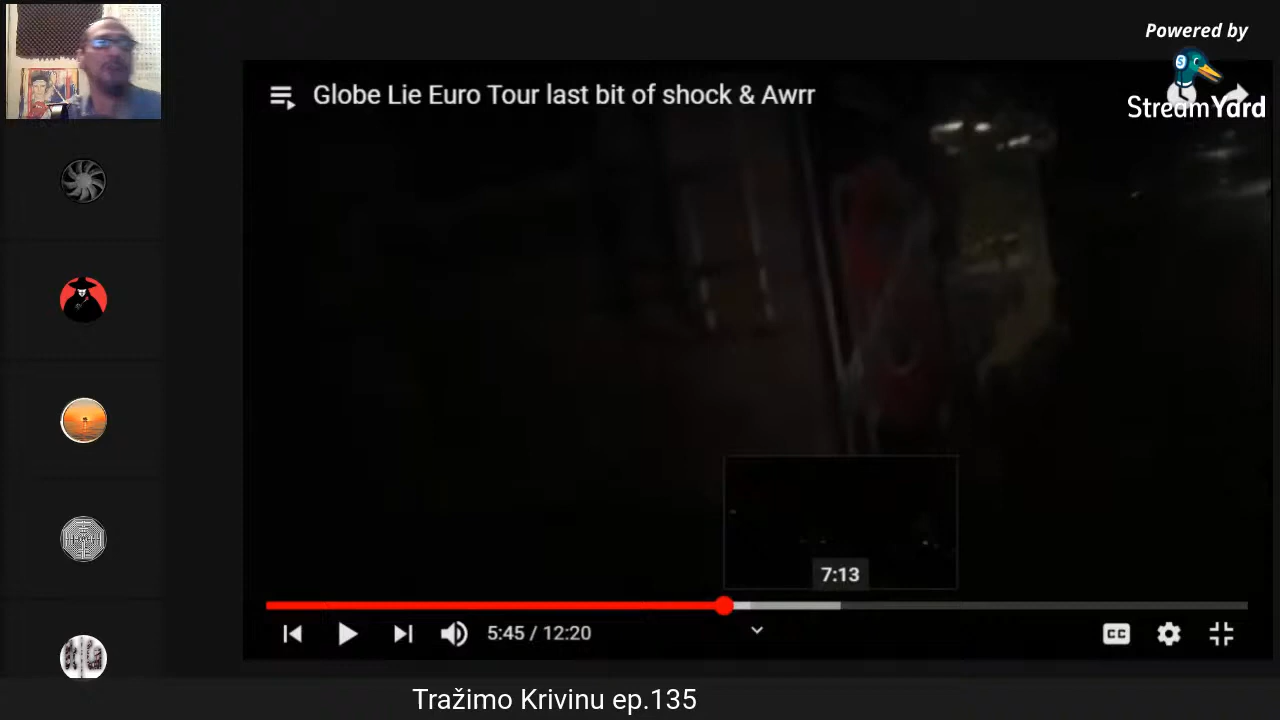 Powered by
StreamYard
Globe Lie Euro Tour last bit of shock & Awrr
7:13
5:45 / 12:20
CC
Tražimo Krivinu ep.135